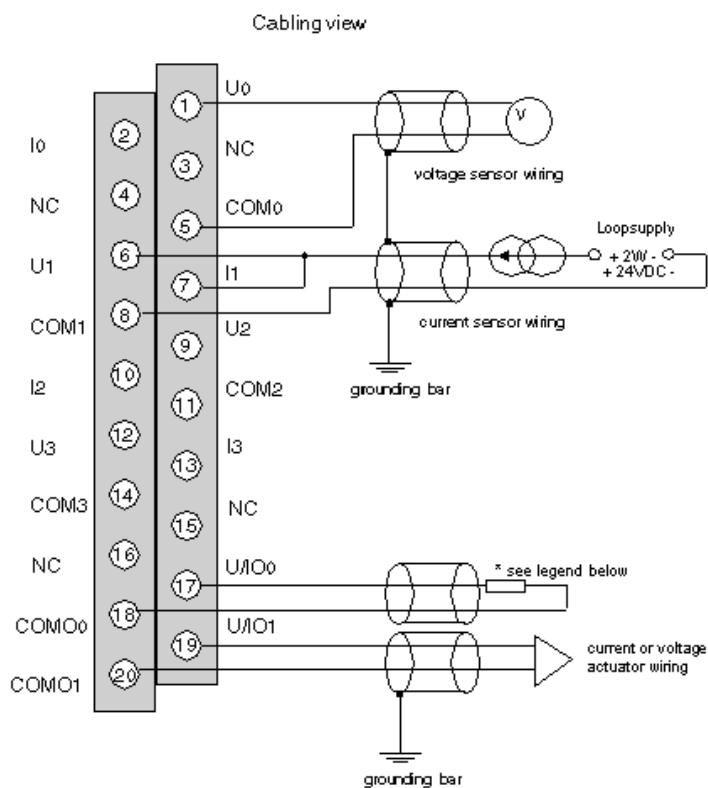 Cabling view
U0
1
2
I0
NC
3
voltage sensor wiring
V
4
NC
COM0
5
Loopsupply
6
+ 2W -
+ 24VDC -
U1
I1
7
8
COM1
U2
9
current sensor wiring
10
I2
COM2
11
grounding bar
12
U3
I3
13
14
COM3
NC
15
16
NC
U/IO0
17
* see legend below
18
COMO0
U/IO1
19
current or voltage
actuator wiring
20
COMO1
grounding bar